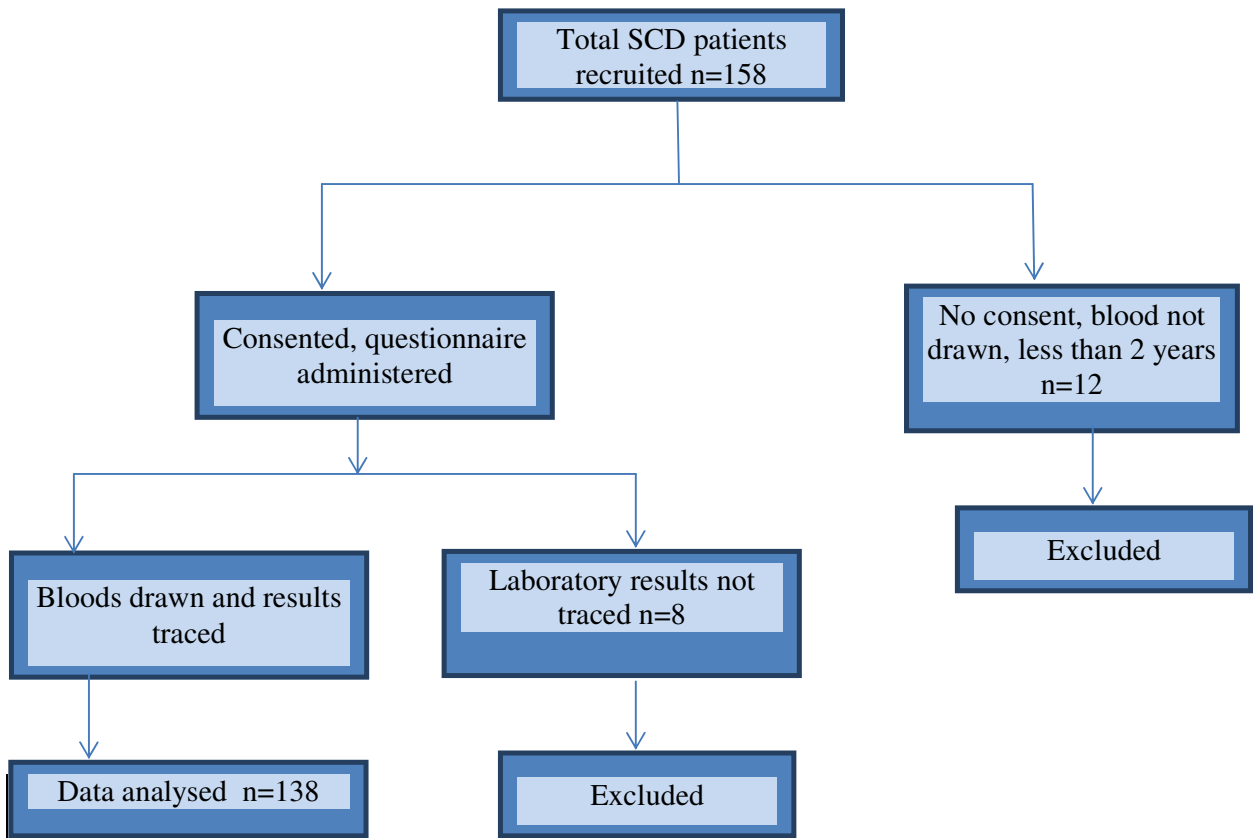 Total SCD patients
recruited n=158
Consented, questionnaire
administered
No consent, blood not
drawn, less than 2 years
n=12
Bloods drawn and results
traced
Laboratory results not
traced n=8
Excluded
Data analysed n=138
Excluded